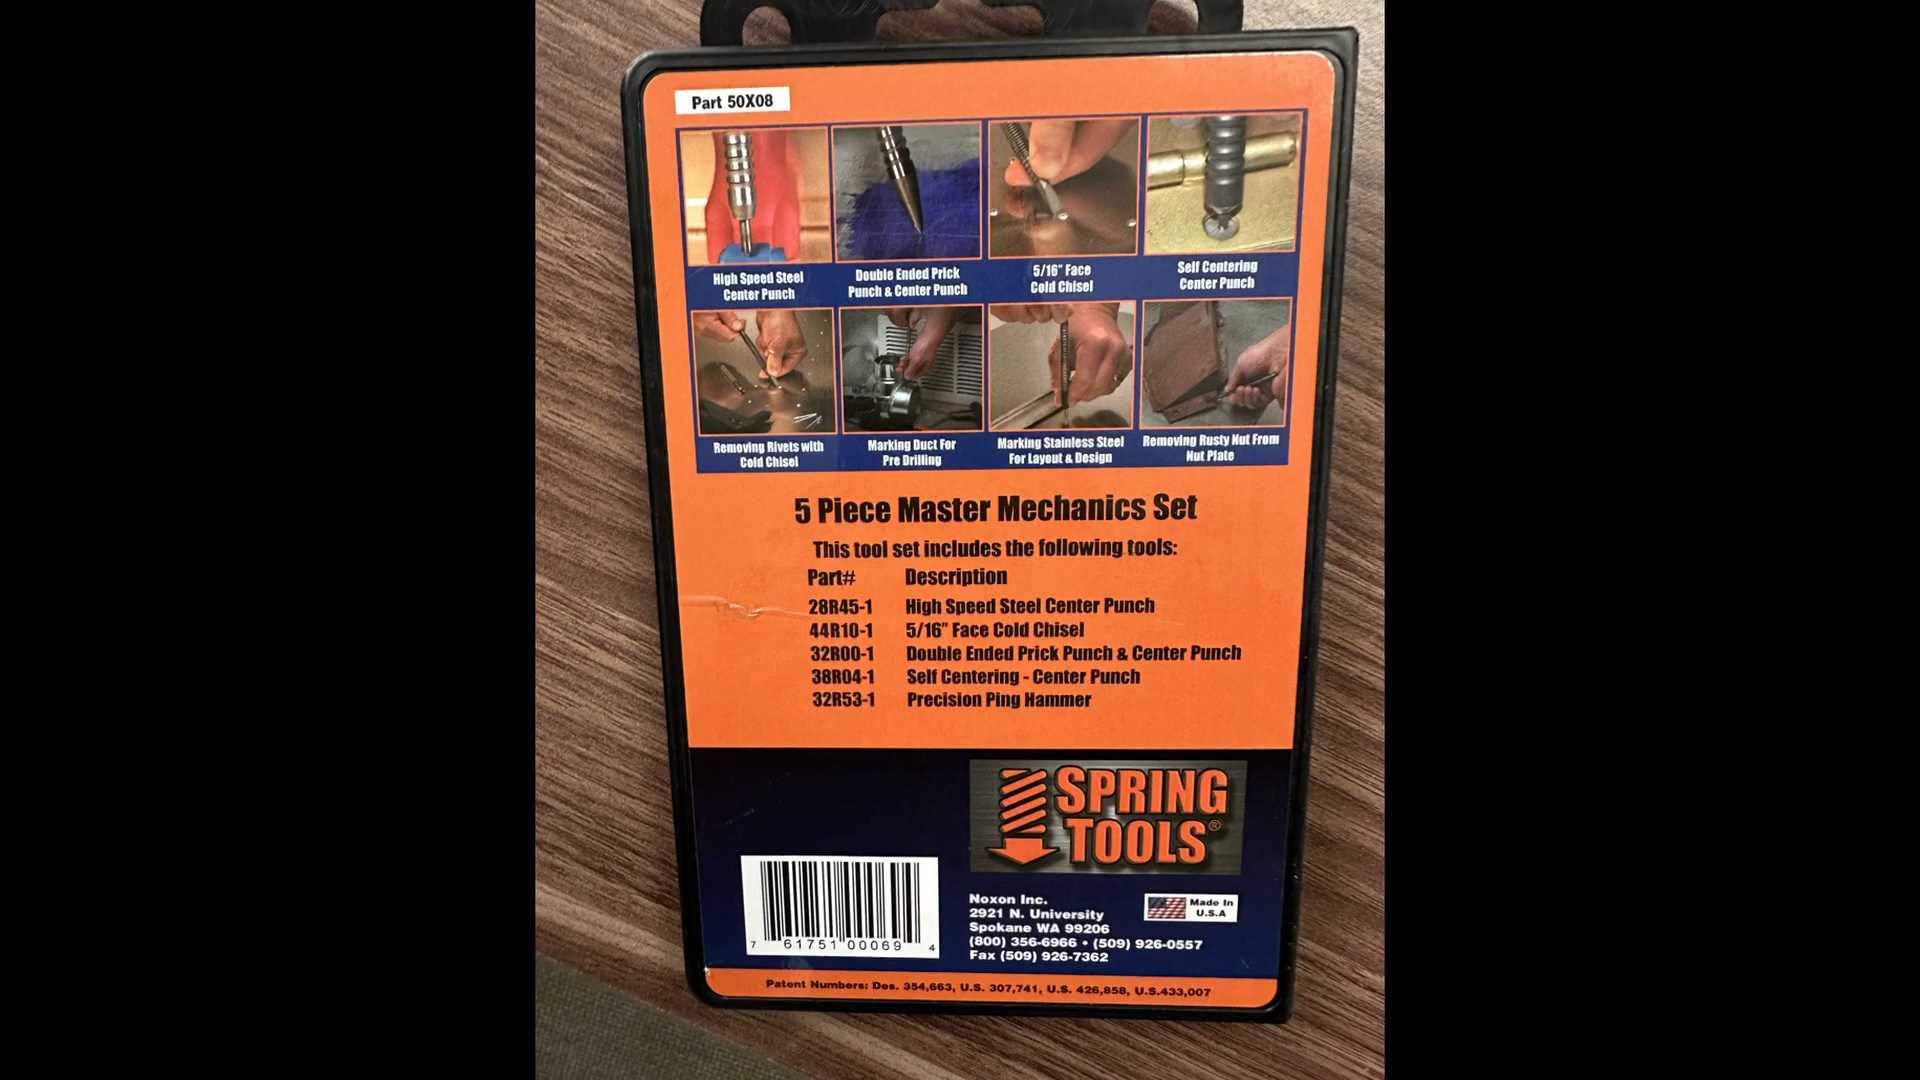 Part 50X08
High Speed Steel
Center Punch
Double Ended Prick
Punch & Center Punch
5/16" Face
Cold Chisel
Self Centering
Center Punch
Removing Rivets with
Cold Chisel
Marking Duct For
Pre Drilling
Marking Stainless Steel
For Layout & Design
Removing Rusty Nut From
Nut Plate
5 Piece Master Mechanics Set
This tool set includes the following tools:
Part# Description
28R45-1 High Speed Steel Center Punch
44R10-1 5/16" Face Cold Chisel
32R00-1 Double Ended Prick Punch & Center Punch
38R04-1 Self Centering - Center Punch
32R53-1 Precision Ping Hammer
SPRING
TOOLS®
Noxon Inc.
2921 N. University
Spokane WA 99206
(800) 356-6966 • (509) 926-0557
Fax (509) 926-7362
Made In
U.S.A
7 61751 00069 4
Patent Numbers: Des. 354,663, U.S. 307,741, U.S. 426,858, U.S.433,007